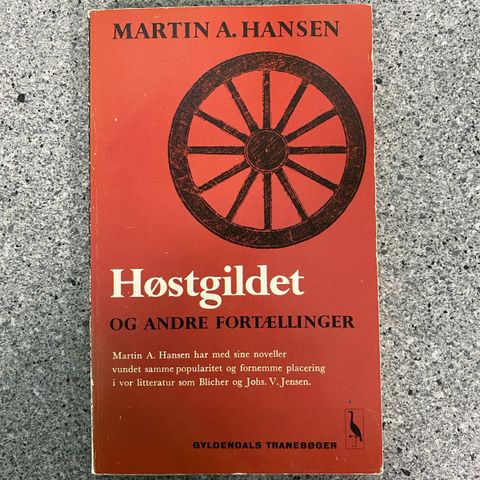 MARTIN A. HANSEN
Høstgildet
OG ANDRE FORTÆLLINGER
Martin A. Hansen har med sine noveller
vundet samme popularitet og fornemme placering
i vor litteratur som Blicher og Johs. V. Jensen.
GYLDENDALS TRANEBØGER